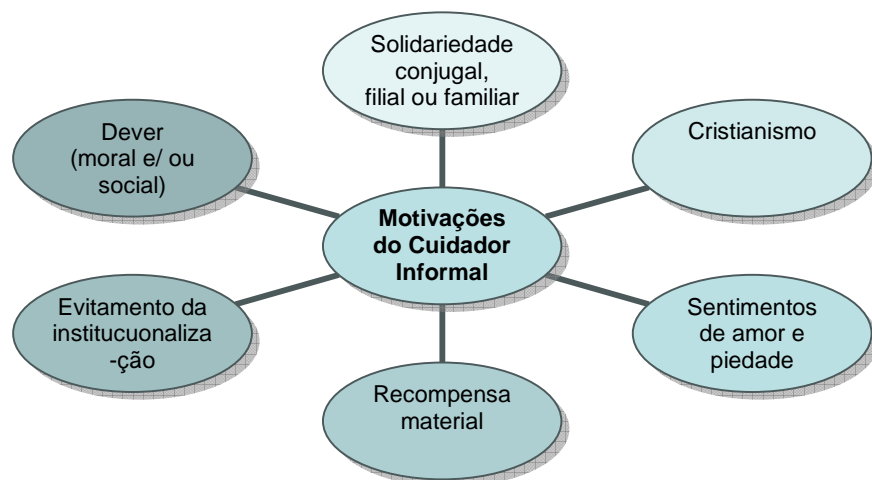 Solidariedade
conjugal,
filial ou familiar
Dever
(moral e/ ou
social)
Cristianismo
Motivações
do Cuidador
Informal
Evitamento da
institucuonaliza
-ção
Sentimentos
de amor e
piedade
Recompensa
material